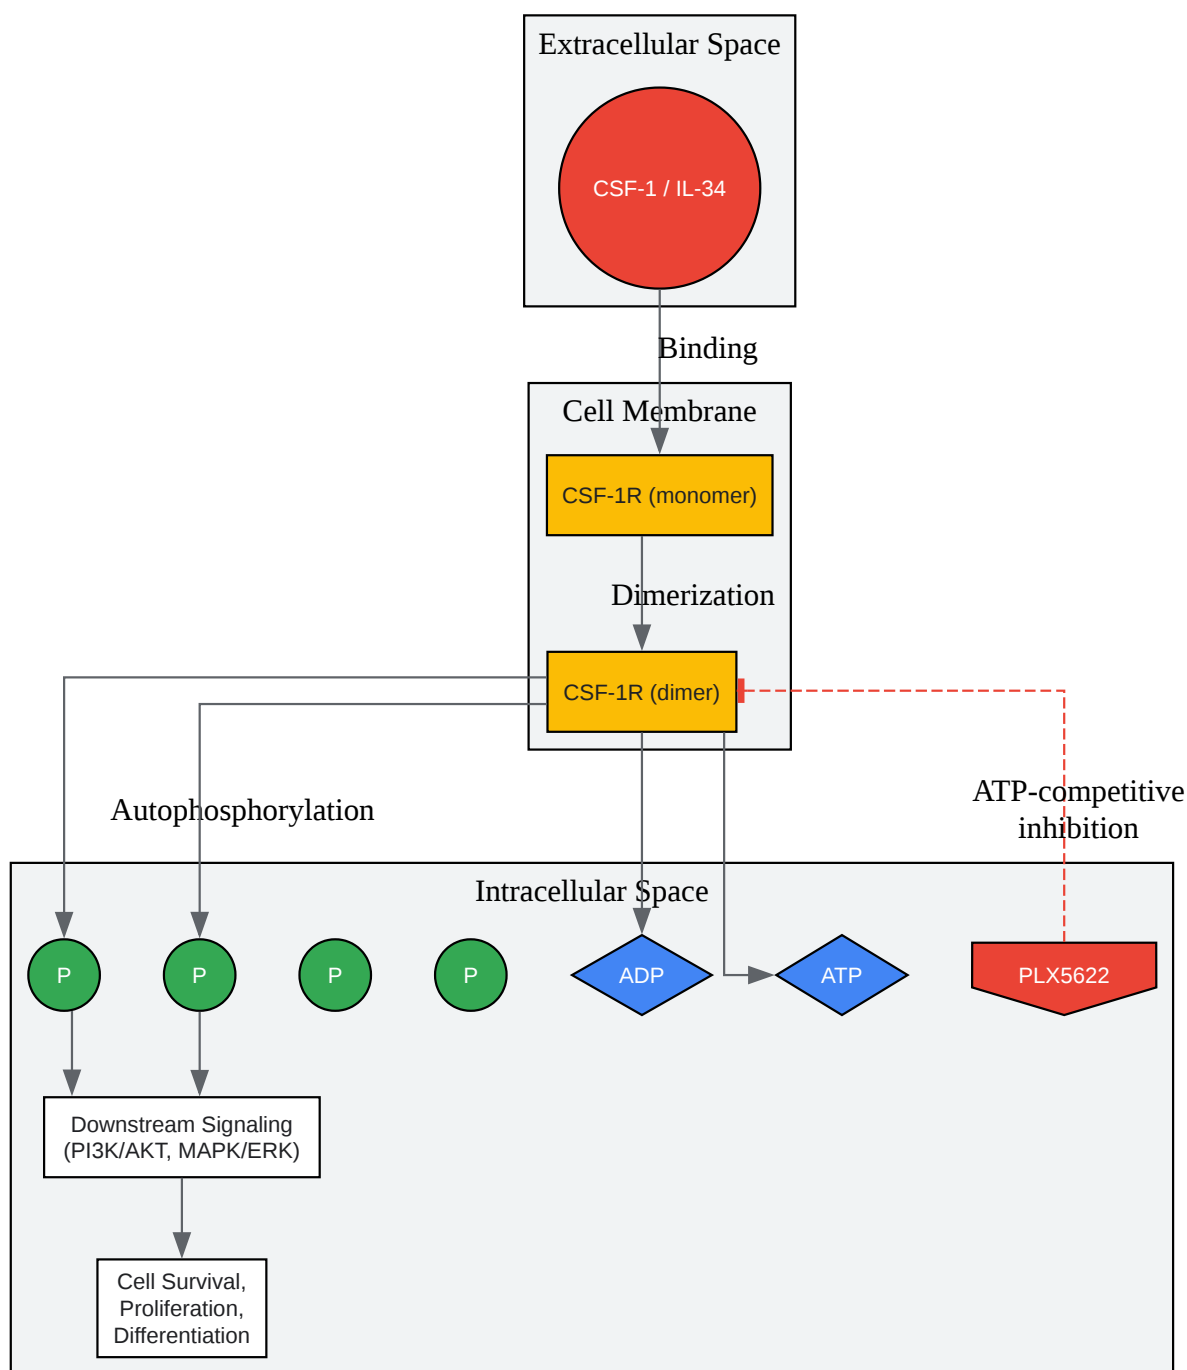 Extracellular Space
CSF-1 / IL-34
Binding
Cell Membrane
CSF-1R (monomer)
Dimerization
CSF-1R (dimer)
Autophosphorylation
ATP-competitive
inhibition
Intracellular Space
P
P
P
P
ADP
ATP
PLX5622
Downstream Signaling
(PI3K/AKT, MAPK/ERK)
Cell Survival,
Proliferation,
Differentiation